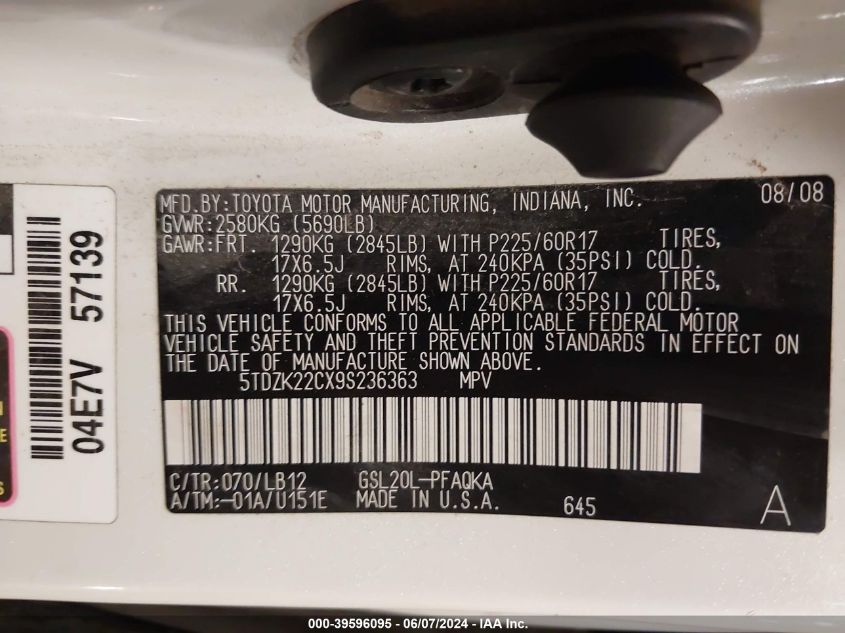 MFD.BY:TOYOTA MOTOR MANUFACTURING, INDIANA, INC. 08/08
GVWR:2580KG (5690LB)
GAWR:FRT. 1290KG (2845LB) WITH P225/60R17 TIRES,
17X6.5J RIMS, AT 240KPA (35PSI) COLD.
RR. 1290KG (2845LB) WITH P225/60R17 TIRES,
17X6.5J RIMS, AT 240KPA (35PSI) COLD.
THIS VEHICLE CONFORMS TO ALL APPLICABLE FEDERAL MOTOR
VEHICLE SAFETY AND THEFT PREVENTION STANDARDS IN EFFECT ON
THE DATE OF MANUFACTURE SHOWN ABOVE.
5TDZK22CX9S236363 MPV
C/TR:070/LB12 GSL20L-PFAQKA
A/TM:-01A/U151E MADE IN U.S.A. 645 A
04E7V 57139
000-39596095 - 06/07/2024 - IAA Inc.